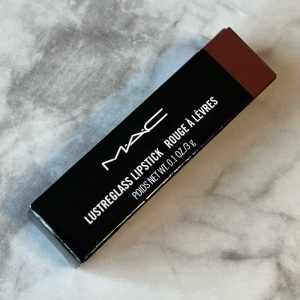 MAC
LUSTREGLASS LIPSTICK ROUGE À LÈVRES
POIDS NET WT. 0.1 OZ/3 g